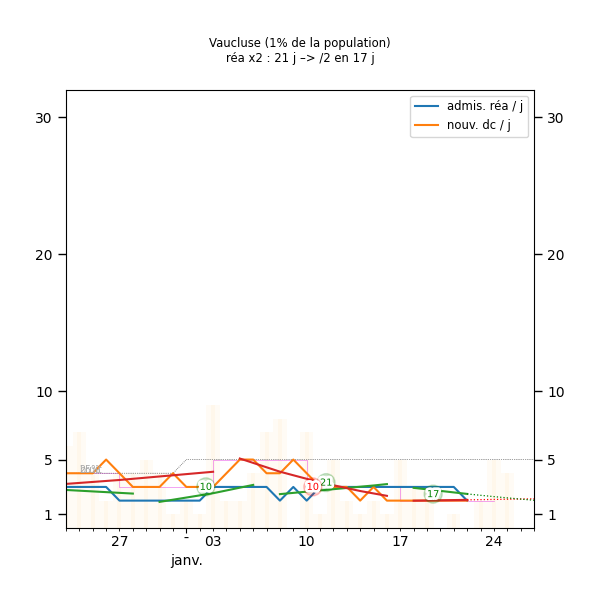 Vaucluse (1% de la population)
réa x2 : 21 j –> /2 en 17 j
admis. réa / j
nouv. dc / j
30 30
20 20
10 10
5 5
1 1
10 10 21 17
27 - 03 10 17 24
janv.